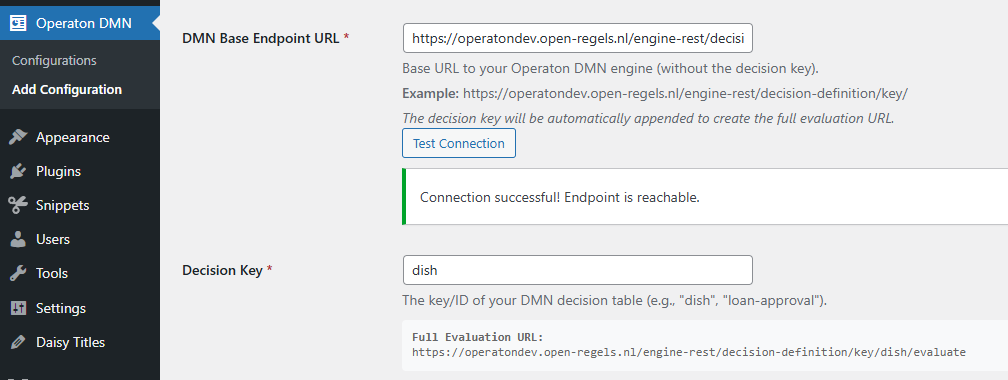 Operaton DMN
Configurations
Add Configuration
Appearance
Plugins
Snippets
Users
Tools
Settings
Daisy Titles
DMN Base Endpoint URL *
https://operatondev.open-regels.nl/engine-rest/decisi
Base URL to your Operaton DMN engine (without the decision key).
Example: https://operatondev.open-regels.nl/engine-rest/decision-definition/key/
The decision key will be automatically appended to create the full evaluation URL.
Test Connection
Connection successful! Endpoint is reachable.
Decision Key *
dish
The key/ID of your DMN decision table (e.g., "dish", "loan-approval").
Full Evaluation URL:
https://operatondev.open-regels.nl/engine-rest/decision-definition/key/dish/evaluate